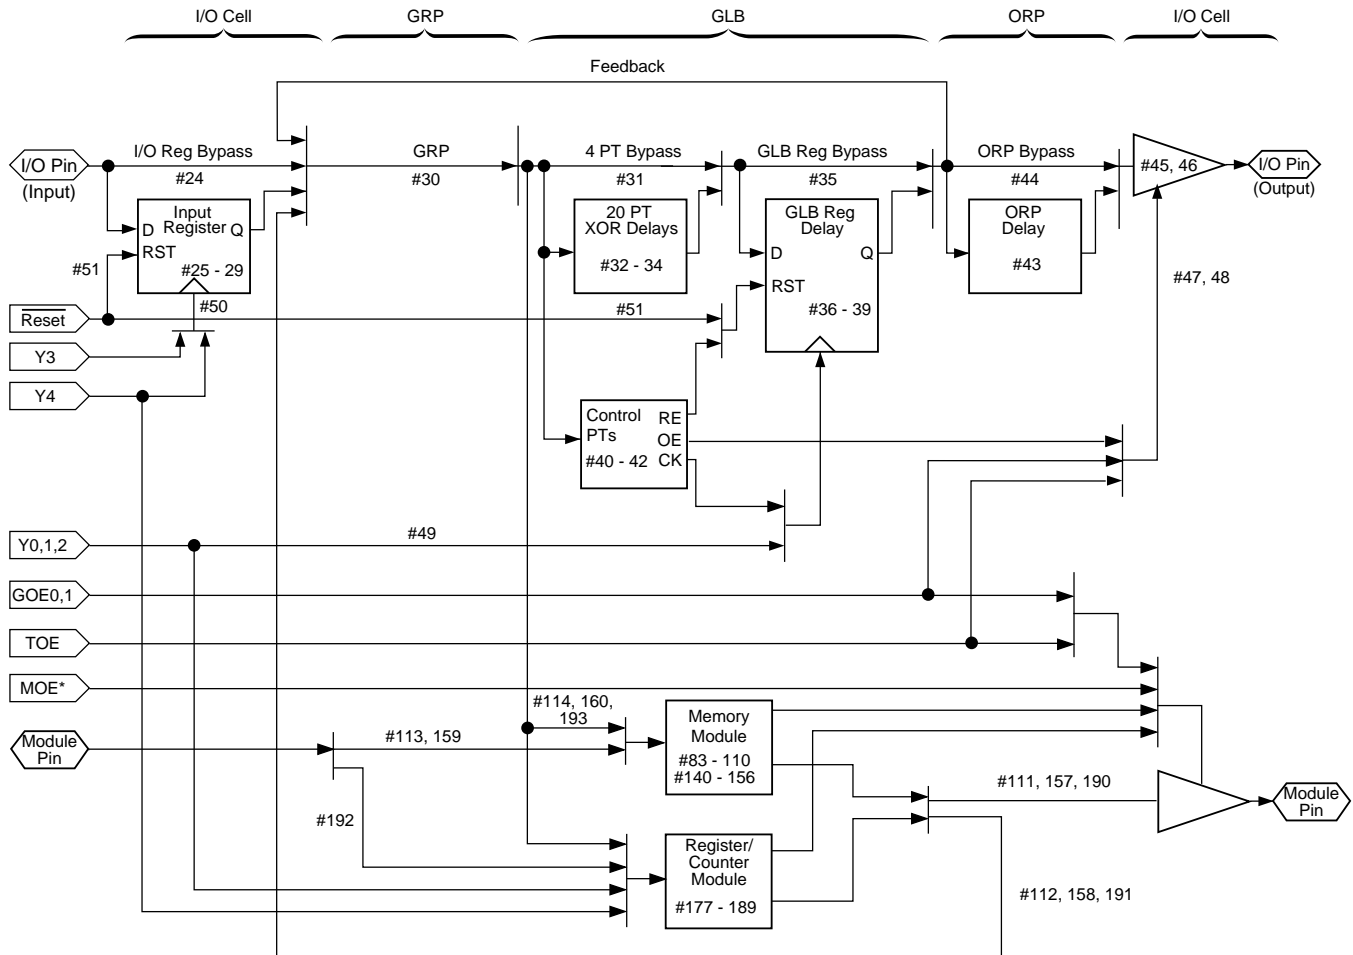 I/O Cell GRP GLB ORP I/O Cell
Feedback
I/O Pin
(Input)
I/O Reg Bypass
#24
GRP
#30
4 PT Bypass
#31
GLB Reg Bypass
#35
ORP Bypass
#44
#45, 46
I/O Pin
(Output)
Input
Register
D
Q
RST
#25 - 29
20 PT
XOR Delays
#32 - 34
GLB Reg
Delay
D
Q
RST
#36 - 39
ORP
Delay
#43
#47, 48
#51
#50
#51
Reset
Y3
Y4
Control
PTs
#40 - 42
RE
OE
CK
Y0,1,2
#49
GOE0,1
TOE
MOE*
#114, 160,
193
Module
Pin
#113, 159
Memory
Module
#83 - 110
#140 - 156
#111, 157, 190
Module
Pin
#192
Register/
Counter
Module
#177 - 189
#112, 158, 191